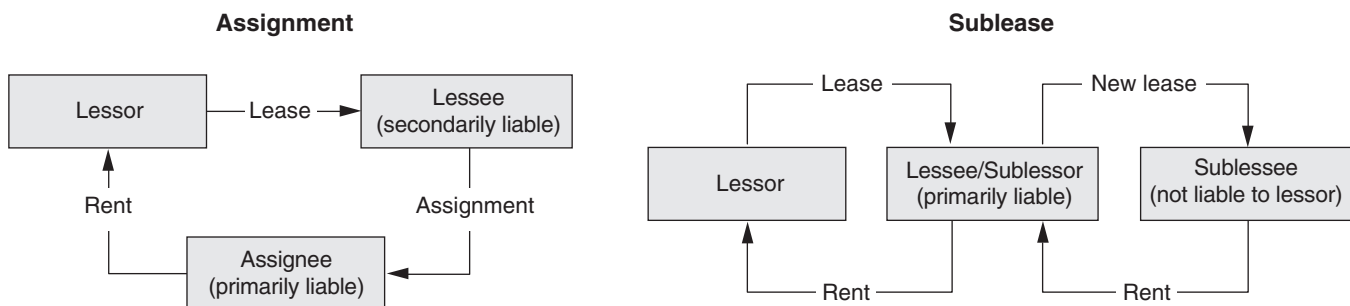 Assignment
Lessor
Lease
Lessee
(secondarily liable)
Rent
Assignment
Assignee
(primarily liable)
Sublease
Lease
New lease
Lessor
Lessee/Sublessor
(primarily liable)
Sublessee
(not liable to lessor)
Rent
Rent